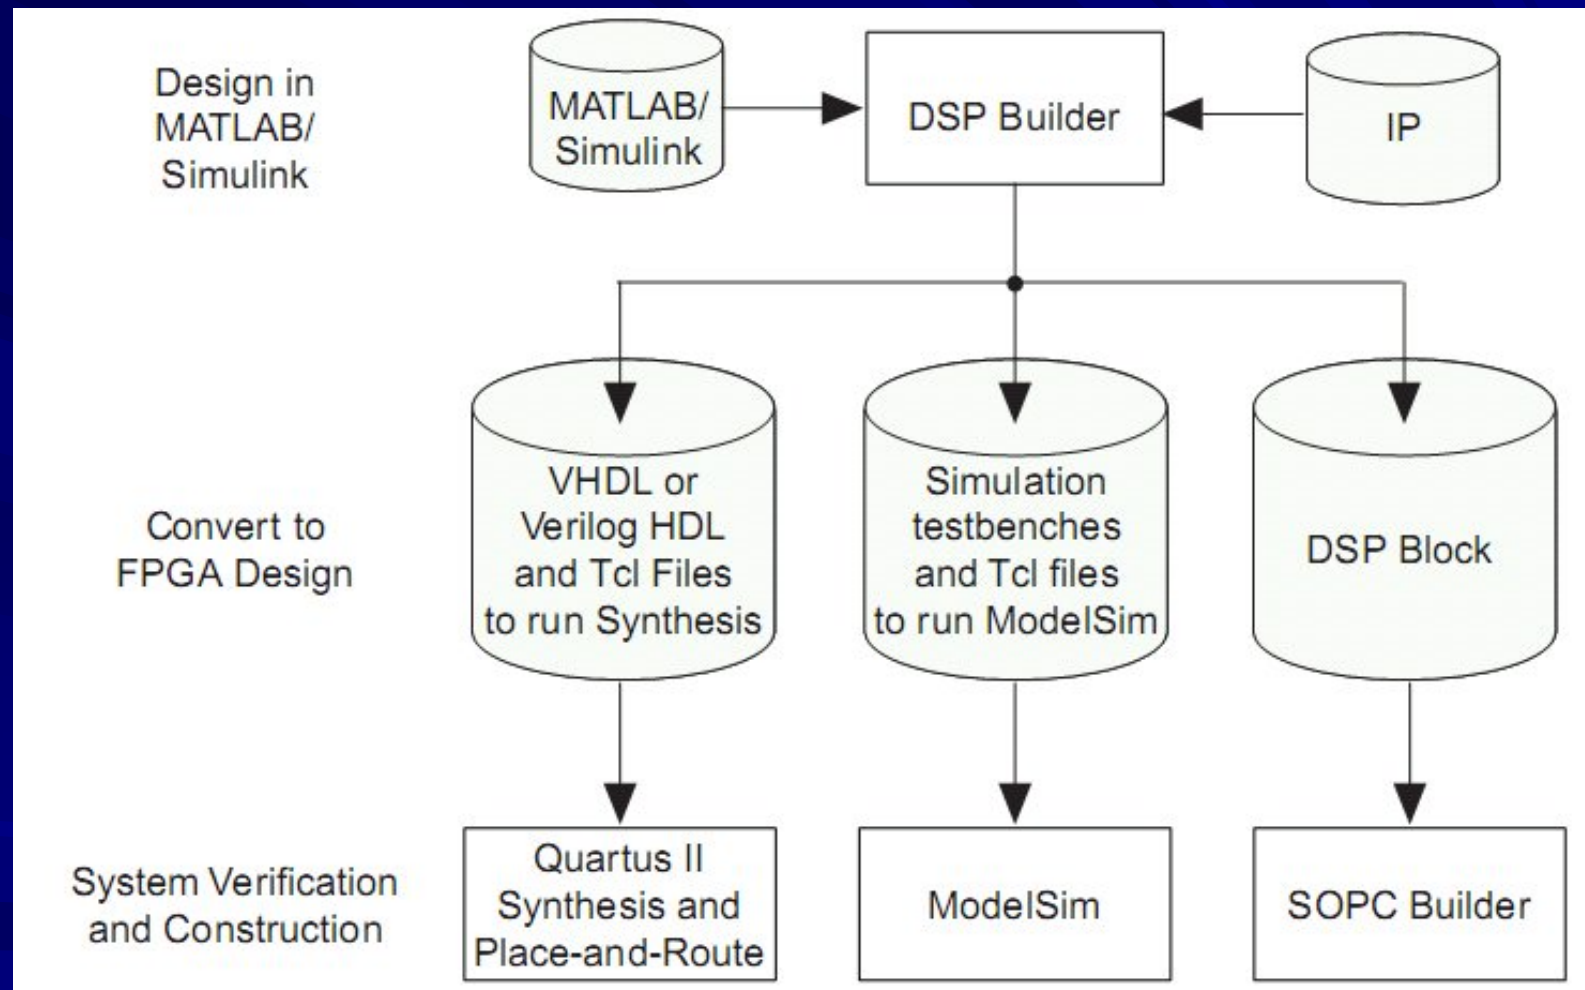 Design in
MATLAB/
Simulink
MATLAB/
Simulink
DSP Builder
IP
Convert to
FPGA Design
VHDL or
Verilog HDL
and Tcl Files
to run Synthesis
Simulation
testbenches
and Tcl files
to run ModelSim
DSP Block
System Verification
and Construction
Quartus II
Synthesis and
Place-and-Route
ModelSim
SOPC Builder